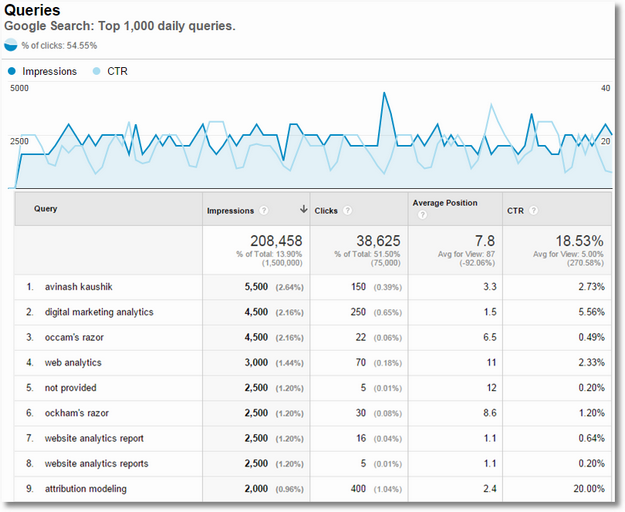 Queries
Google Search: Top 1,000 daily queries.
% of clicks: 54.55%
Impressions CTR
5000 40
2500 20
Query Impressions ? Clicks ? Average Position ? CTR ?
208,458 38,625 7.8 18.53%
% of Total: 13.90% % of Total: 51.50% Avg for View: 87 Avg for View: 5.00%
(1,500,000) (75,000) (-92.06%) (270.58%)
1. avinash kaushik 5,500 (2.64%) 150 (0.39%) 3.3 2.73%
2. digital marketing analytics 4,500 (2.16%) 250 (0.65%) 1.5 5.56%
3. occam's razor 4,500 (2.16%) 22 (0.06%) 6.5 0.49%
4. web analytics 3,000 (1.44%) 70 (0.18%) 11 2.33%
5. not provided 2,500 (1.20%) 5 (0.01%) 12 0.20%
6. ockham's razor 2,500 (1.20%) 30 (0.08%) 8.6 1.20%
7. website analytics report 2,500 (1.20%) 16 (0.04%) 1.1 0.64%
8. website analytics reports 2,500 (1.20%) 5 (0.01%) 1.1 0.20%
9. attribution modeling 2,000 (0.96%) 400 (1.04%) 2.4 20.00%